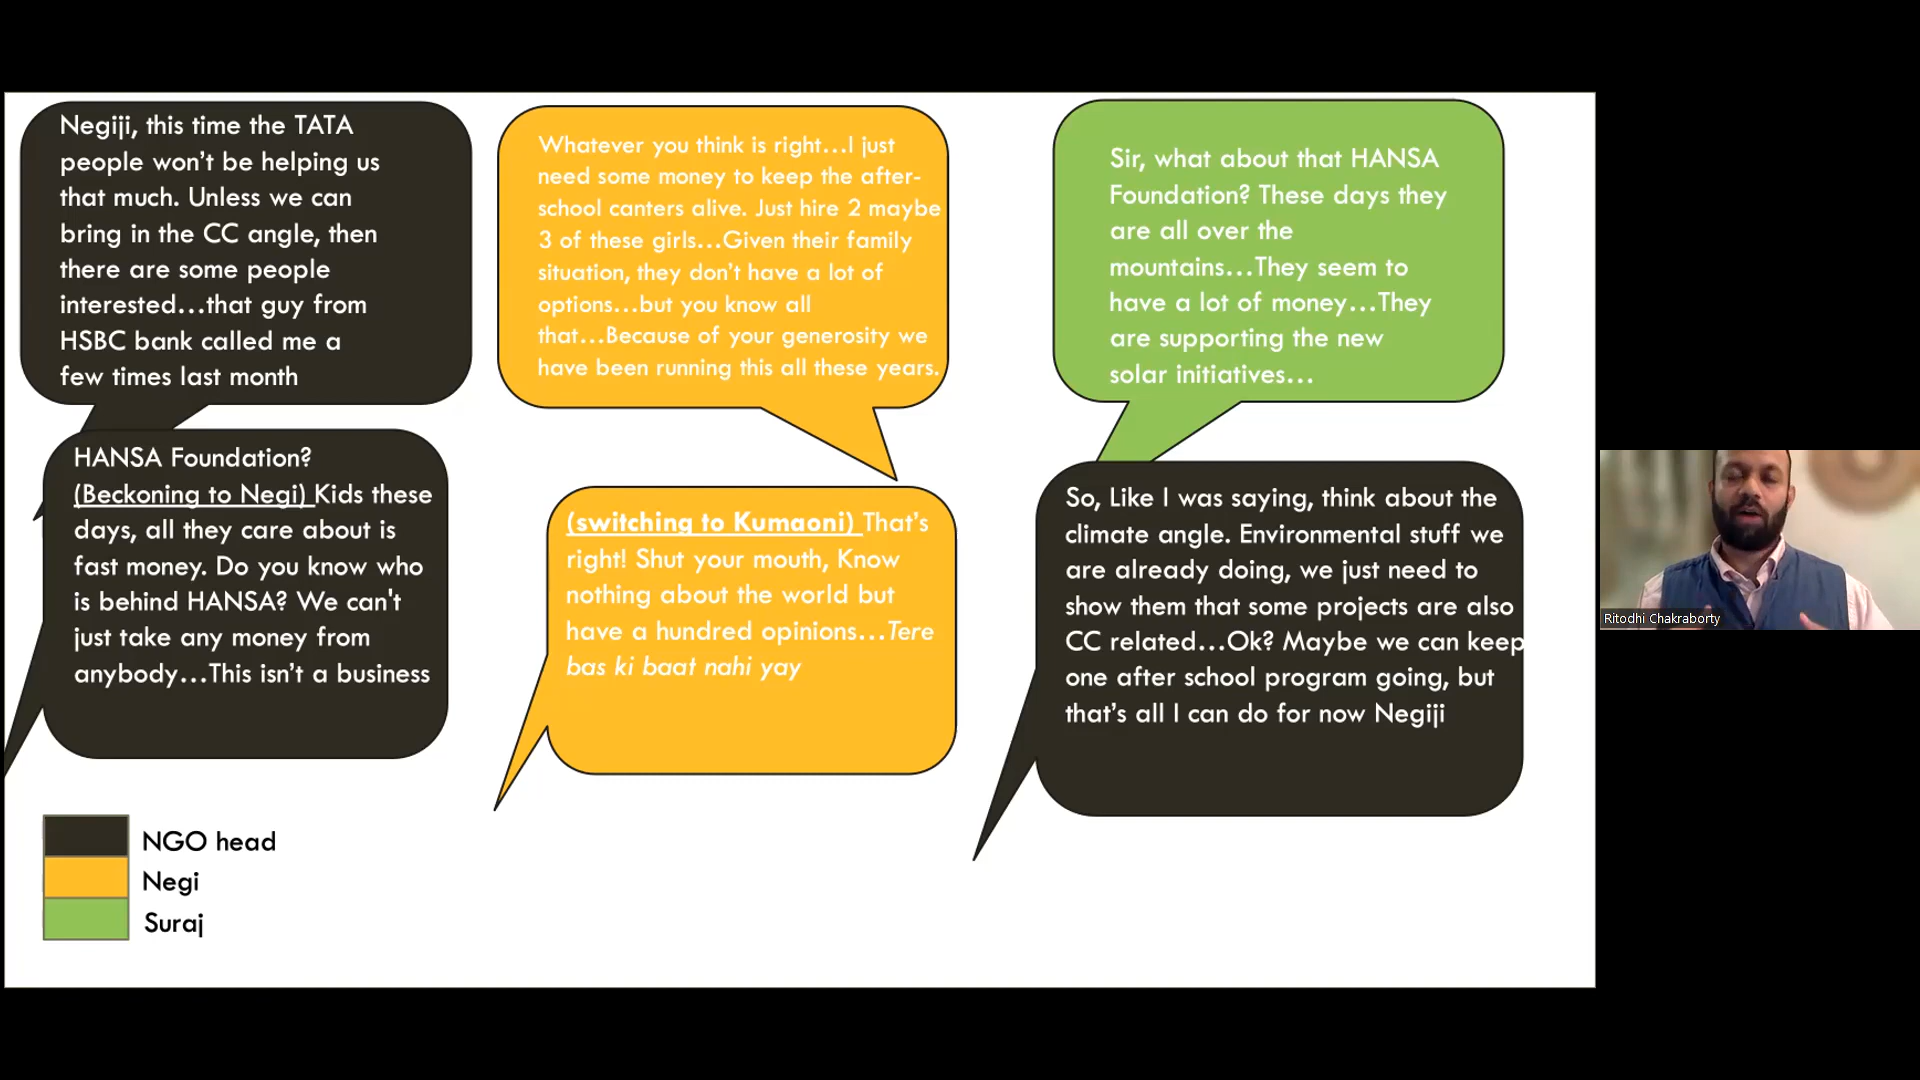 Negiji, this time the TATA
people won't be helping us
that much. Unless we can
bring in the CC angle, then
there are some people
interested…that guy from
HSBC bank called me a
few times last month
Whatever you think is right…I just
need some money to keep the after-
school canters alive. Just hire 2 maybe
3 of these girls…Given their family
situation, they don't have a lot of
options…but you know all
that…Because of your generosity we
have been running this all these years.
Sir, what about that HANSA
Foundation? These days they
are all over the
mountains…They seem to
have a lot of money…They
are supporting the new
solar initiatives…
HANSA Foundation?
(Beckoning to Negi) Kids these
days, all they care about is
fast money. Do you know who
is behind HANSA? We can't
just take any money from
anybody…This isn't a business
(switching to Kumaoni) That's
right! Shut your mouth, Know
nothing about the world but
have a hundred opinions…Tere
bas ki baat nahi yay
So, Like I was saying, think about the
climate angle. Environmental stuff we
are already doing, we just need to
show them that some projects are also
CC related…Ok? Maybe we can keep
one after school program going, but
that's all I can do for now Negiji
NGO head
Negi
Suraj
Ritodhi Chakraborty